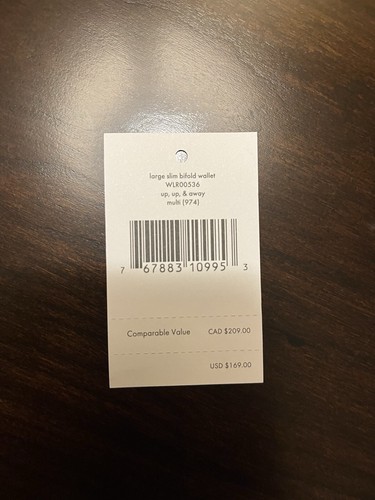 large slim bifold wallet
WLR00536
up, up, & away
multi (974)
7 67883 10995 3
Comparable Value CAD $209.00
USD $169.00